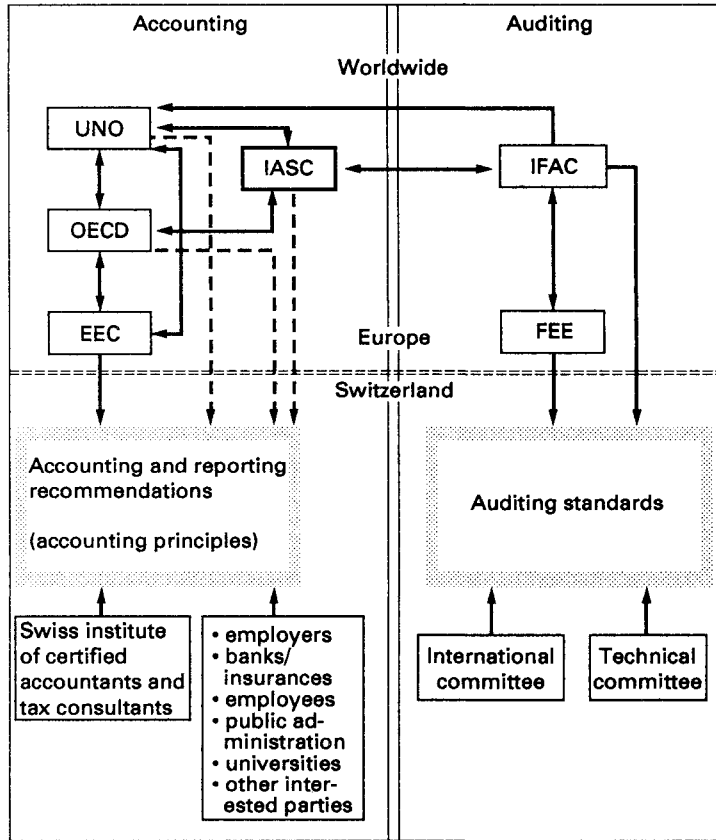 Accounting
Auditing
Worldwide
UNO
IASC
IFAC
OECD
EEC
FEE
Europe
Switzerland
Accounting and reporting
recommendations
(accounting principles)
Auditing standards
Swiss institute
of certified
accountants and
tax consultants
• employers
• banks/
insurances
• employees
• public ad-
ministration
• universities
• other inter-
ested parties
International
committee
Technical
committee